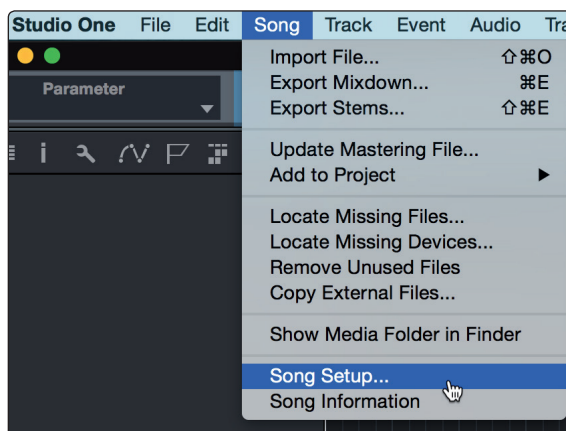 Studio One File Edit Song Track Event Audio
Parameter
Import File... ⇧⌘O
Export Mixdown... ⌘E
Export Stems... ⇧⌘E
Update Mastering File...
Add to Project
Locate Missing Files...
Locate Missing Devices...
Remove Unused Files
Copy External Files...
Show Media Folder in Finder
Song Setup...
Song Information